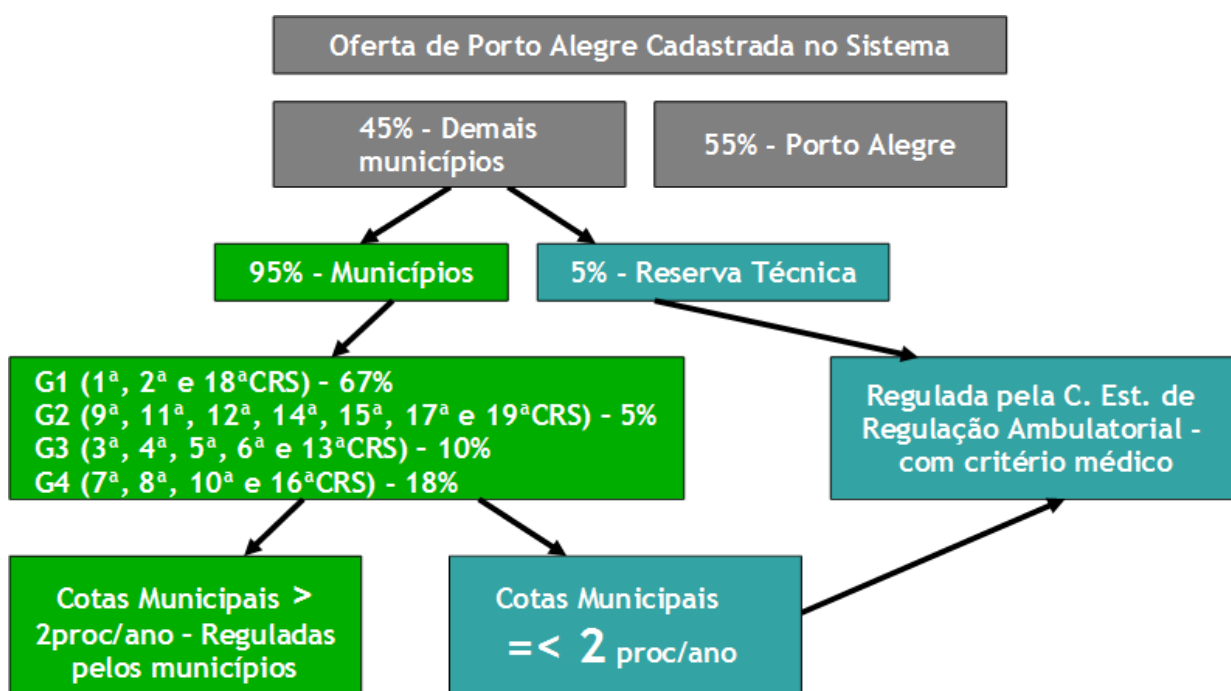 Oferta de Porto Alegre Cadastrada no Sistema
45% - Demais
municípios
55% - Porto Alegre
95% - Municípios
5% - Reserva Técnica
G1 (1ª, 2ª e 18ªCRS) – 67%
G2 (9ª, 11ª, 12ª, 14ª, 15ª, 17ª e 19ªCRS) – 5%
G3 (3ª, 4ª, 5ª, 6ª e 13ªCRS) – 10%
G4 (7ª, 8ª, 10ª e 16ªCRS) – 18%
Regulada pela C. Est. de
Regulação Ambulatorial -
com critério médico
Cotas Municipais >
2proc/ano – Reguladas
pelos municípios
Cotas Municipais
=< 2 proc/ano